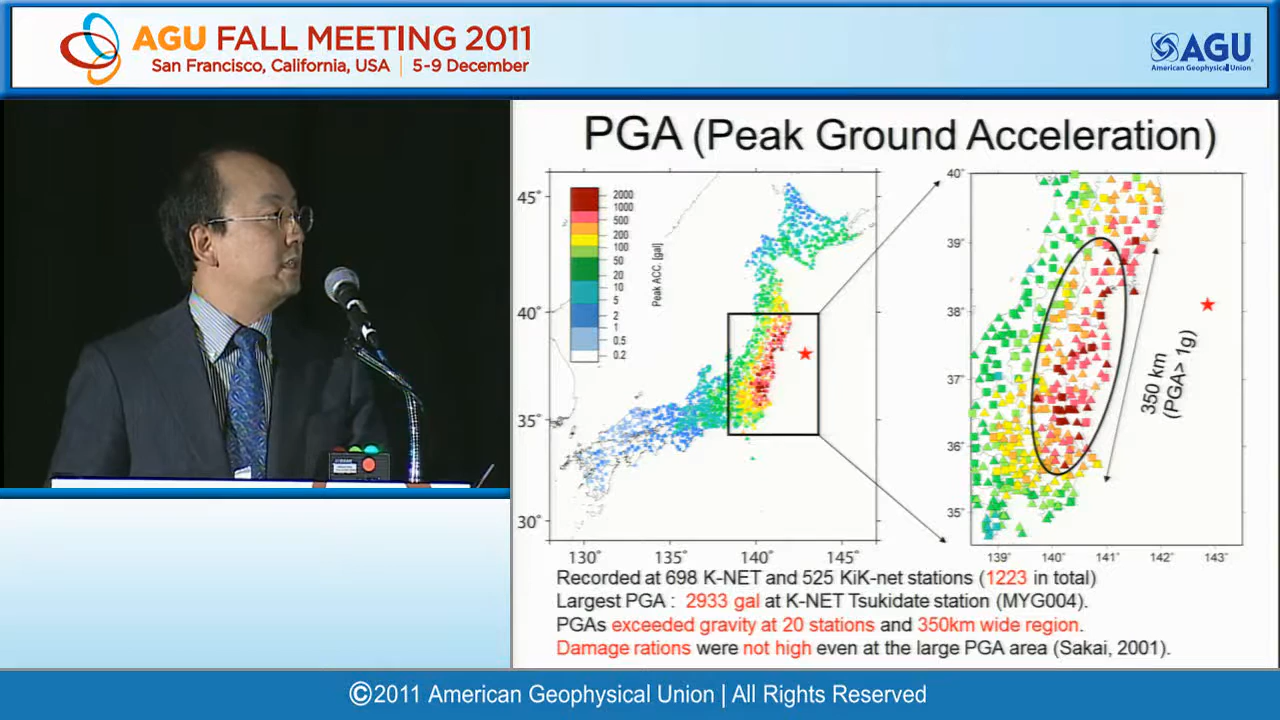 AGU FALL MEETING 2011
San Francisco, California, USA | 5-9 December
AGU
American Geophysical Union
PGA (Peak Ground Acceleration)
45°
40°
35°
30°
130° 135° 140° 145°
2000
1000
500
200
100
50
20
10
5
2
1
0.5
0.2
Peak ACC. [gal]
40°
39°
38°
37°
36°
35°
139° 140° 141° 142° 143°
350 km
(PGA> 1g)
Recorded at 698 K-NET and 525 KiK-net stations (1223 in total)
Largest PGA : 2933 gal at K-NET Tsukidate station (MYG004).
PGAs exceeded gravity at 20 stations and 350km wide region.
Damage rations were not high even at the large PGA area (Sakai, 2001).
©2011 American Geophysical Union | All Rights Reserved